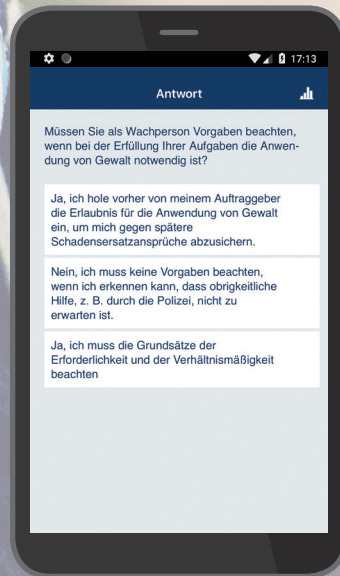 17:13
Antwort
Müssen Sie als Wachperson Vorgaben beachten,
wenn bei der Erfüllung Ihrer Aufgaben die Anwen-
dung von Gewalt notwendig ist?
Ja, ich hole vorher von meinem Auftraggeber
die Erlaubnis für die Anwendung von Gewalt
ein, um mich gegen spätere
Schadensersatzansprüche abzusichern.
Nein, ich muss keine Vorgaben beachten,
wenn ich erkennen kann, dass obrigkeitliche
Hilfe, z. B. durch die Polizei, nicht zu
erwarten ist.
Ja, ich muss die Grundsätze der
Erforderlichkeit und der Verhältnismäßigkeit
beachten